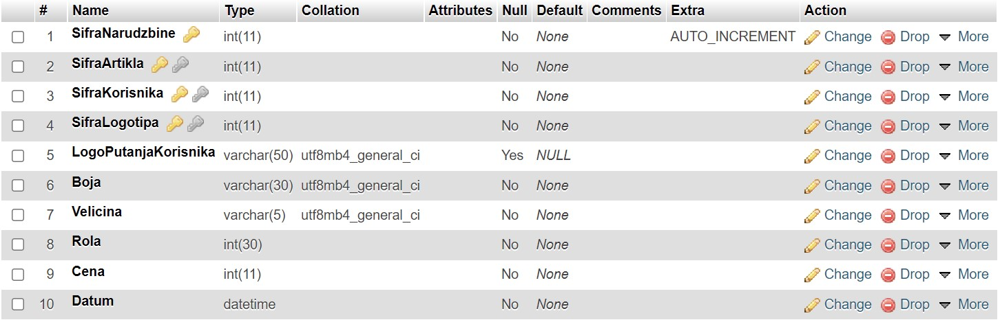 # Name Type Collation Attributes Null Default Comments Extra Action
1 SifraNarudzbine int(11) No None AUTO_INCREMENT Change Drop More
2 SifraArtikla int(11) No None Change Drop More
3 SifraKorisnika int(11) No None Change Drop More
4 SifraLogotipa int(11) No None Change Drop More
5 LogoPutanjaKorisnika varchar(50) utf8mb4_general_ci Yes NULL Change Drop More
6 Boja varchar(30) utf8mb4_general_ci No None Change Drop More
7 Velicina varchar(5) utf8mb4_general_ci No None Change Drop More
8 Rola int(30) No None Change Drop More
9 Cena int(11) No None Change Drop More
10 Datum datetime No None Change Drop More